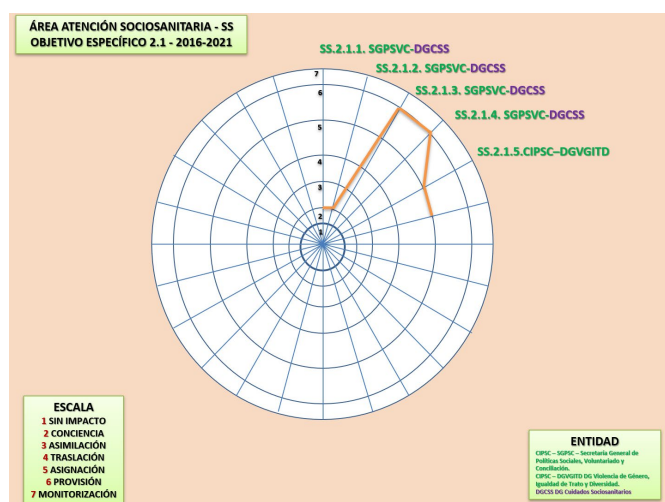 ÁREA ATENCIÓN SOCIOSANITARIA - SS
OBJETIVO ESPECÍFICO 2.1 - 2016-2021
SS.2.1.1. SGPSVC-DGCSS
SS.2.1.2. SGPSVC-DGCSS
SS.2.1.3. SGPSVC-DGCSS
SS.2.1.4. SGPSVC-DGCSS
SS.2.1.5.CIPSC–DGVGITD
7
6
5
4
3
2
1
ESCALA
1 SIN IMPACTO
2 CONCIENCIA
3 ASIMILACIÓN
4 TRASLACIÓN
5 ASIGNACIÓN
6 PROVISIÓN
7 MONITORIZACIÓN
ENTIDAD
CIPSC – SGPSC – Secretaría General de
Políticas Sociales, Voluntariado y
Conciliación.
CIPSC – DGVGITD DG Violencia de Género,
Igualdad de Trato y Diversidad.
DGCSS DG Cuidados Sociosanitarios